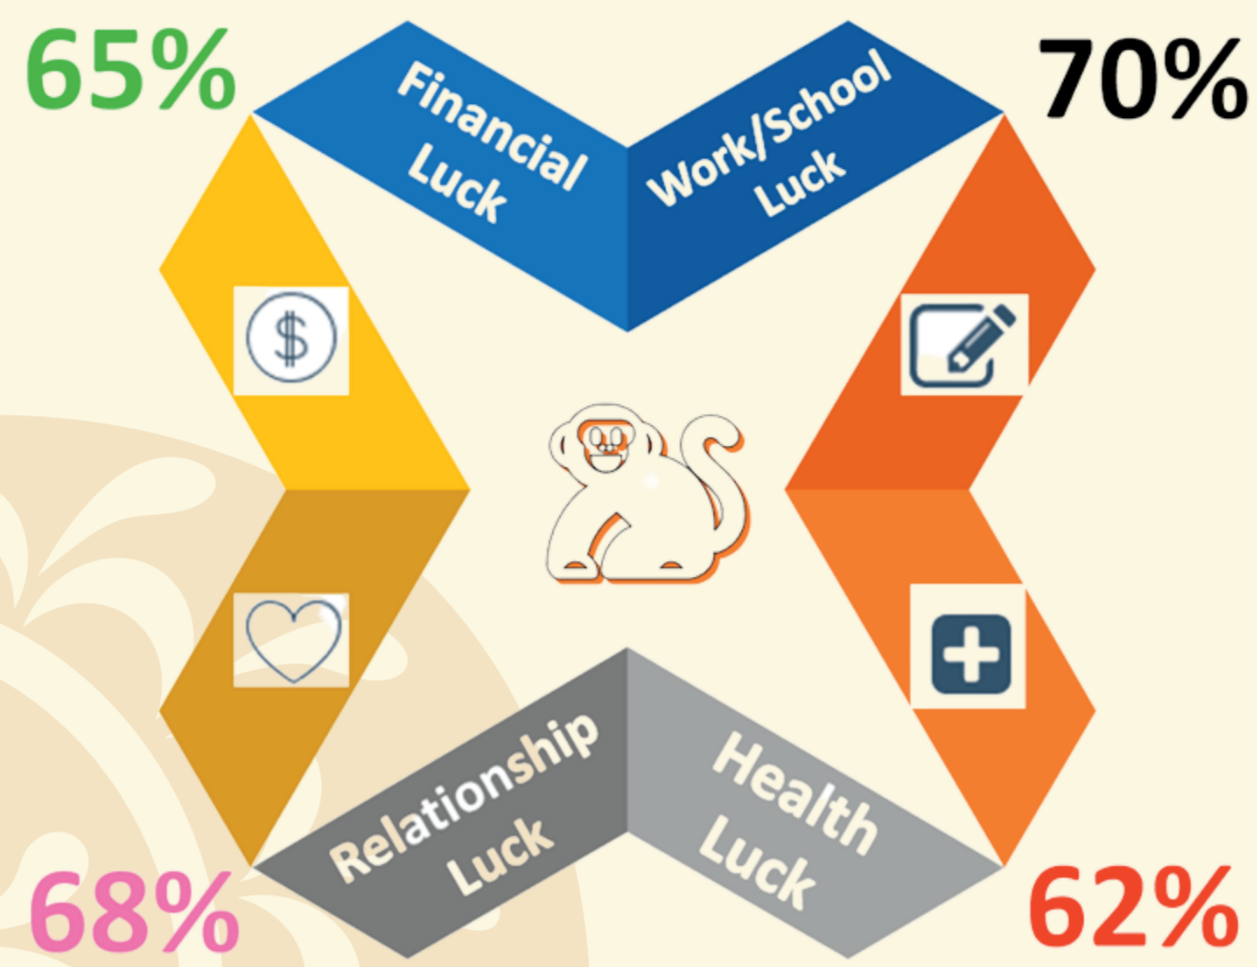 65%
Financial
Luck
Work/School
Luck
70%
$
Relationship
Luck
Health
Luck
68%
62%